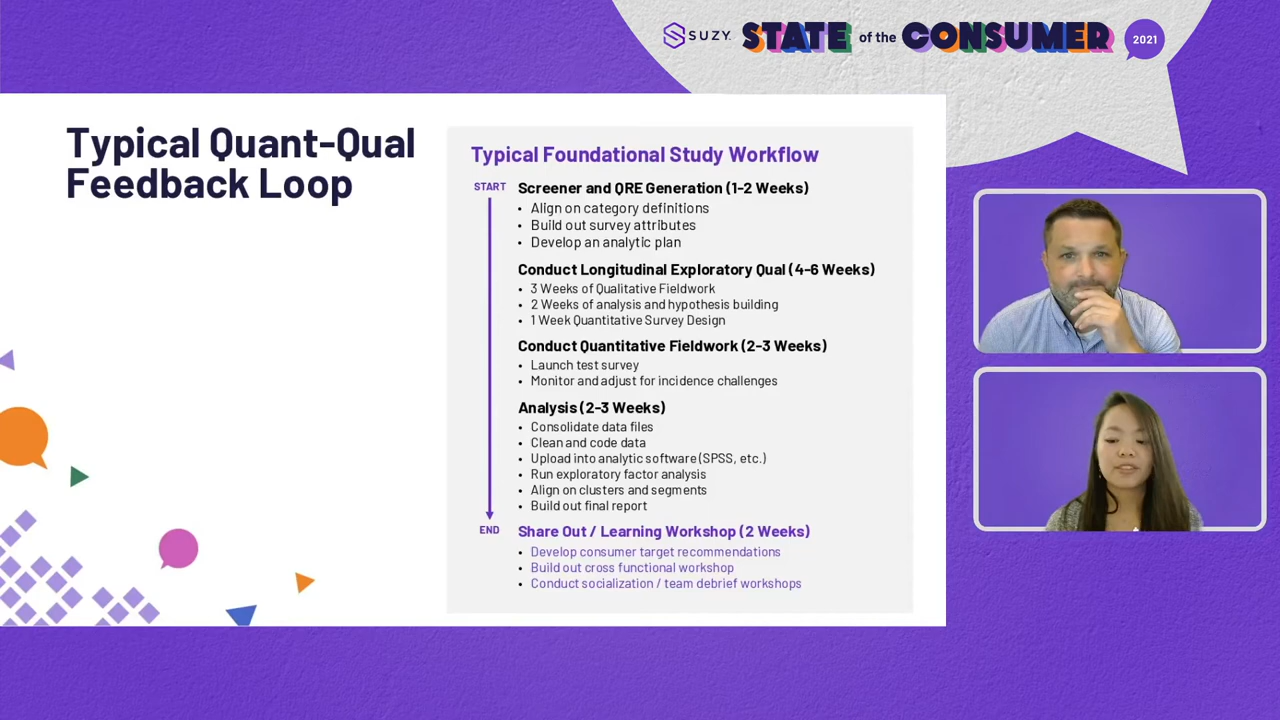 SUZY STATE of the CONSUMER 2021
Typical Quant-Qual
Feedback Loop
Typical Foundational Study Workflow
START
Screener and QRE Generation (1-2 Weeks)
• Align on category definitions
• Build out survey attributes
• Develop an analytic plan
Conduct Longitudinal Exploratory Qual (4-6 Weeks)
• 3 Weeks of Qualitative Fieldwork
• 2 Weeks of analysis and hypothesis building
• 1 Week Quantitative Survey Design
Conduct Quantitative Fieldwork (2-3 Weeks)
• Launch test survey
• Monitor and adjust for incidence challenges
Analysis (2-3 Weeks)
• Consolidate data files
• Clean and code data
• Upload into analytic software (SPSS, etc.)
• Run exploratory factor analysis
• Align on clusters and segments
• Build out final report
END
Share Out / Learning Workshop (2 Weeks)
• Develop consumer target recommendations
• Build out cross functional workshop
• Conduct socialization / team debrief workshops